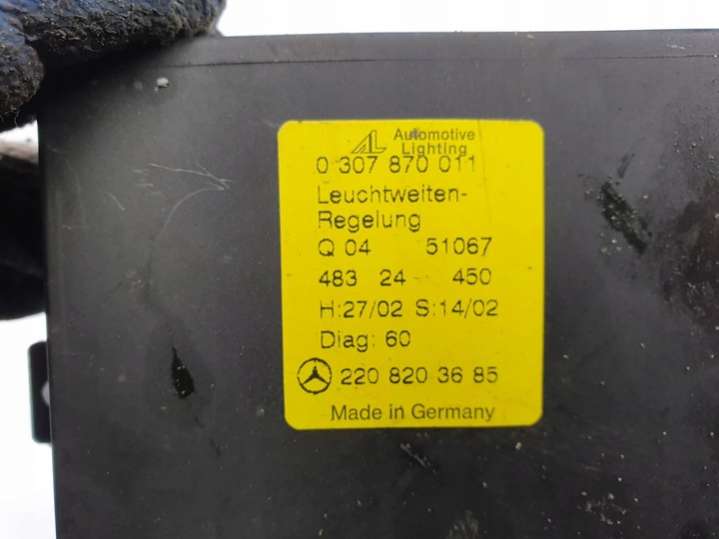 AL Automotive
Lighting
0 307 870 011
Leuchtweiten-
Regelung
Q 04 51067
483 24 450
H:27/02 S:14/02
Diag: 60
220 820 36 85
Made in Germany